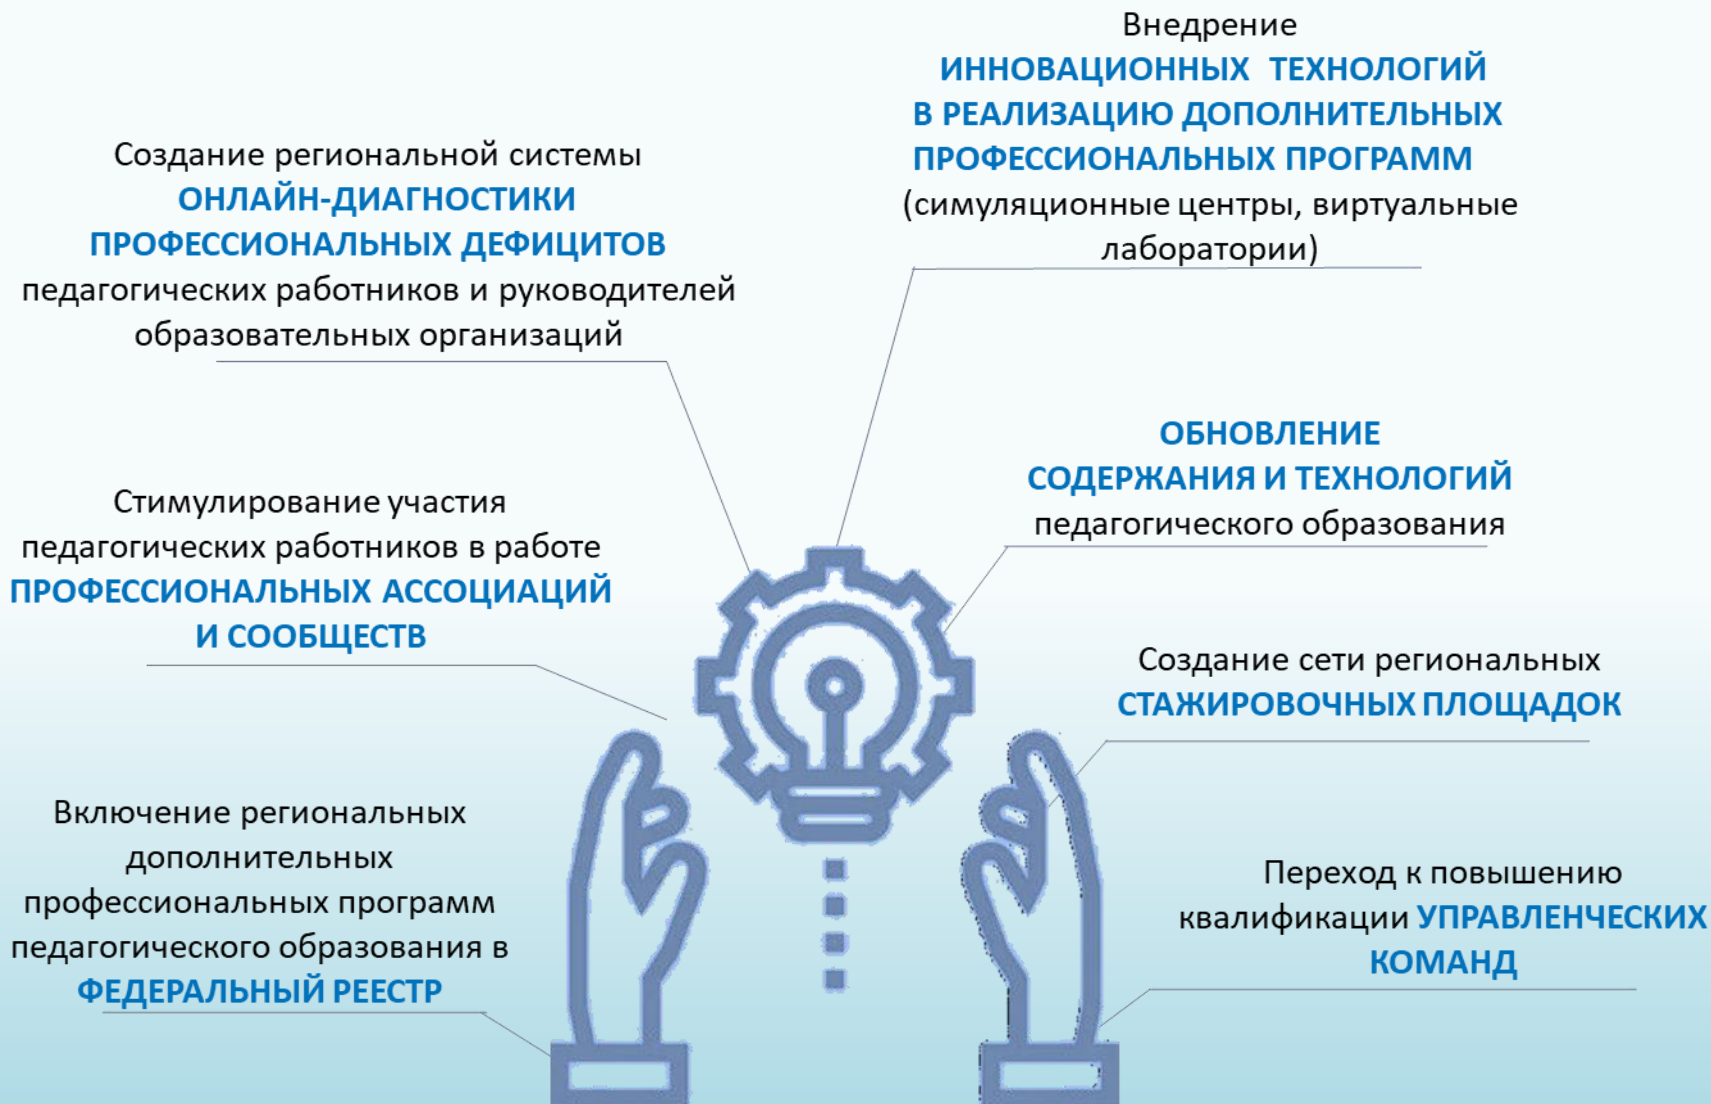 Создание региональной системы
ОНЛАЙН-ДИАГНОСТИКИ
ПРОФЕССИОНАЛЬНЫХ ДЕФИЦИТОВ
педагогических работников и руководителей
образовательных организаций
Стимулирование участия
педагогических работников в работе
ПРОФЕССИОНАЛЬНЫХ АССОЦИАЦИЙ
И СООБЩЕСТВ
Включение региональных
дополнительных
профессиональных программ
педагогического образования в
ФЕДЕРАЛЬНЫЙ РЕЕСТР
Внедрение
ИННОВАЦИОННЫХ ТЕХНОЛОГИЙ
В РЕАЛИЗАЦИЮ ДОПОЛНИТЕЛЬНЫХ
ПРОФЕССИОНАЛЬНЫХ ПРОГРАММ
(симуляционные центры, виртуальные
лаборатории)
ОБНОВЛЕНИЕ
СОДЕРЖАНИЯ И ТЕХНОЛОГИЙ
педагогического образования
Создание сети региональных
СТАЖИРОВОЧНЫХ ПЛОЩАДОК
Переход к повышению
квалификации УПРАВЛЕНЧЕСКИХ
КОМАНД